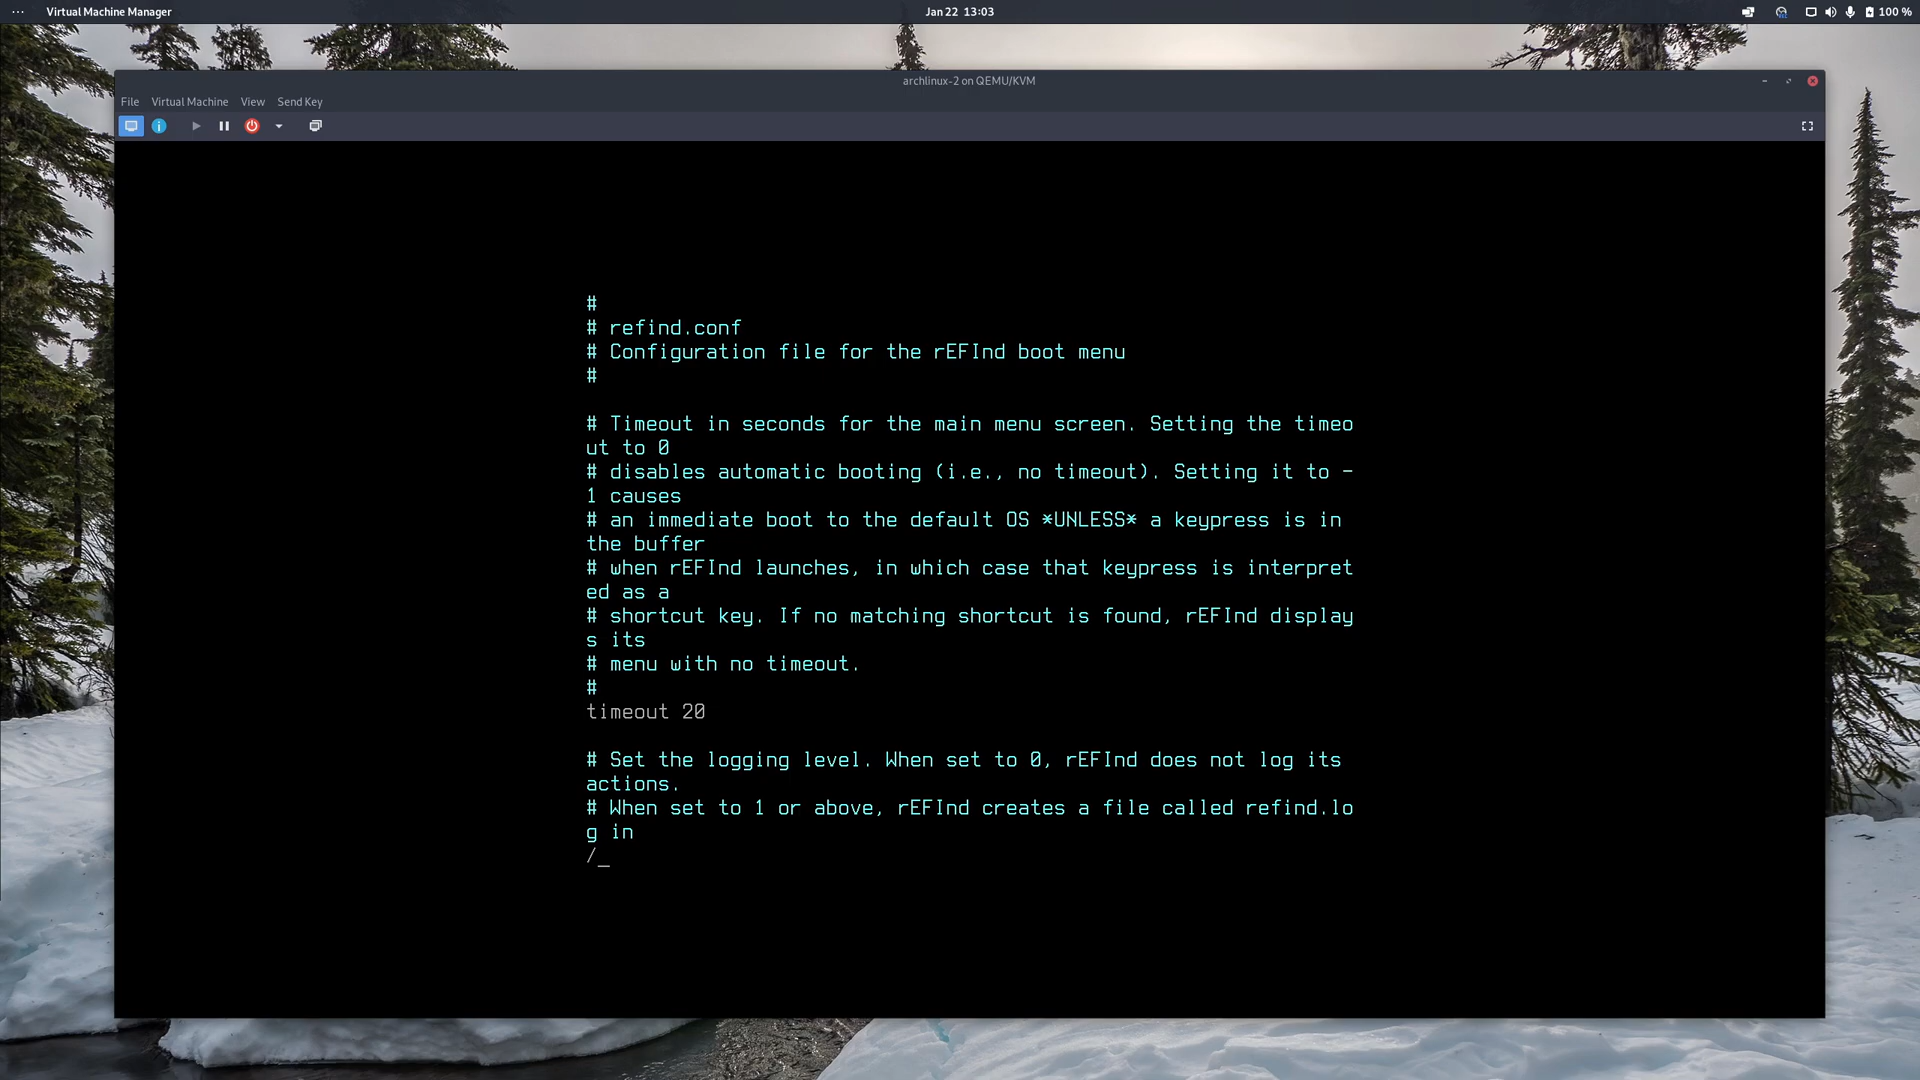 Virtual Machine Manager
Jan 22 13:03
100 %
archlinux-2 on QEMU/KVM
File Virtual Machine View Send Key
#
# refind.conf
# Configuration file for the rEFInd boot menu
#
# Timeout in seconds for the main menu screen. Setting the timeo
ut to 0
# disables automatic booting (i.e., no timeout). Setting it to -
1 causes
# an immediate boot to the default OS *UNLESS* a keypress is in
the buffer
# when rEFInd launches, in which case that keypress is interpret
ed as a
# shortcut key. If no matching shortcut is found, rEFInd display
s its
# menu with no timeout.
#
timeout 20
# Set the logging level. When set to 0, rEFInd does not log its
actions.
# When set to 1 or above, rEFInd creates a file called refind.lo
g in
/_